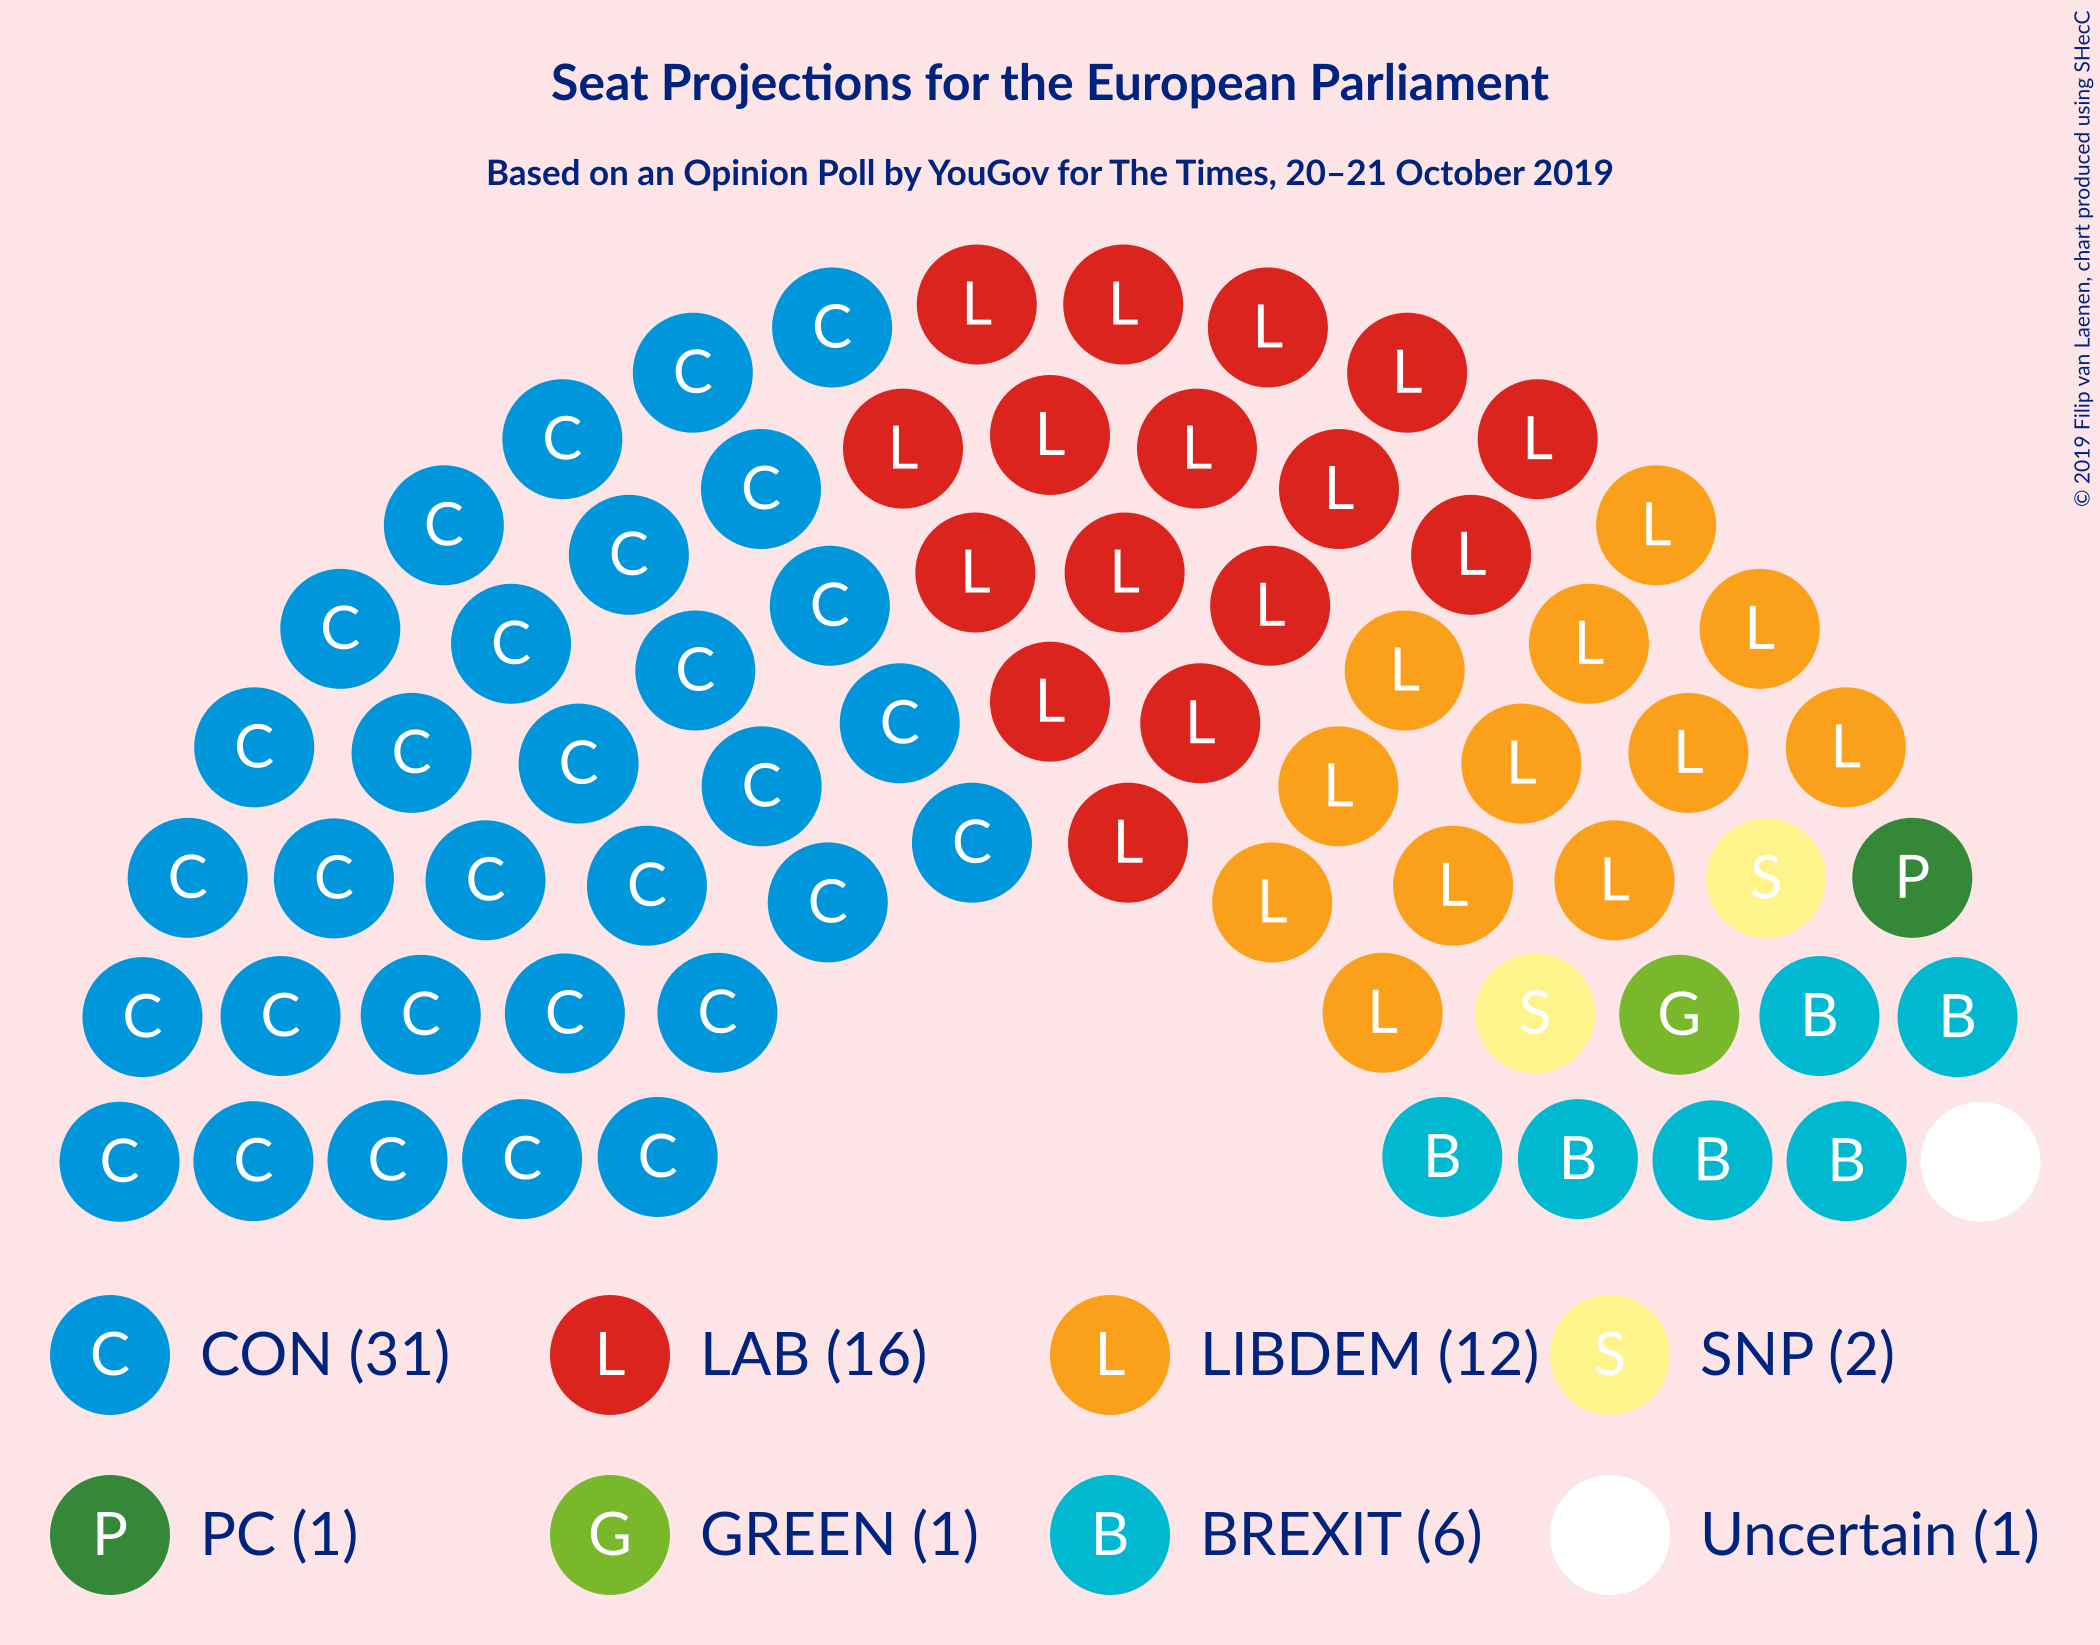 Seat Projections for the European Parliament
Based on an Opinion Poll by YouGov for The Times, 20–21 October 2019
© 2019 Filip van Laenen, chart produced using SHecC
C L L L
C L
C L
C L L L L
C L L
C L L L
C C L
C C L L
C L L
C C C L L L
C C L
C C C C C L L L L S P
C
C C C C C L S G B B
C C C C C B B B B
C CON (31) L LAB (16) L LIBDEM (12) S SNP (2)
P PC (1) G GREEN (1) B BREXIT (6) Uncertain (1)